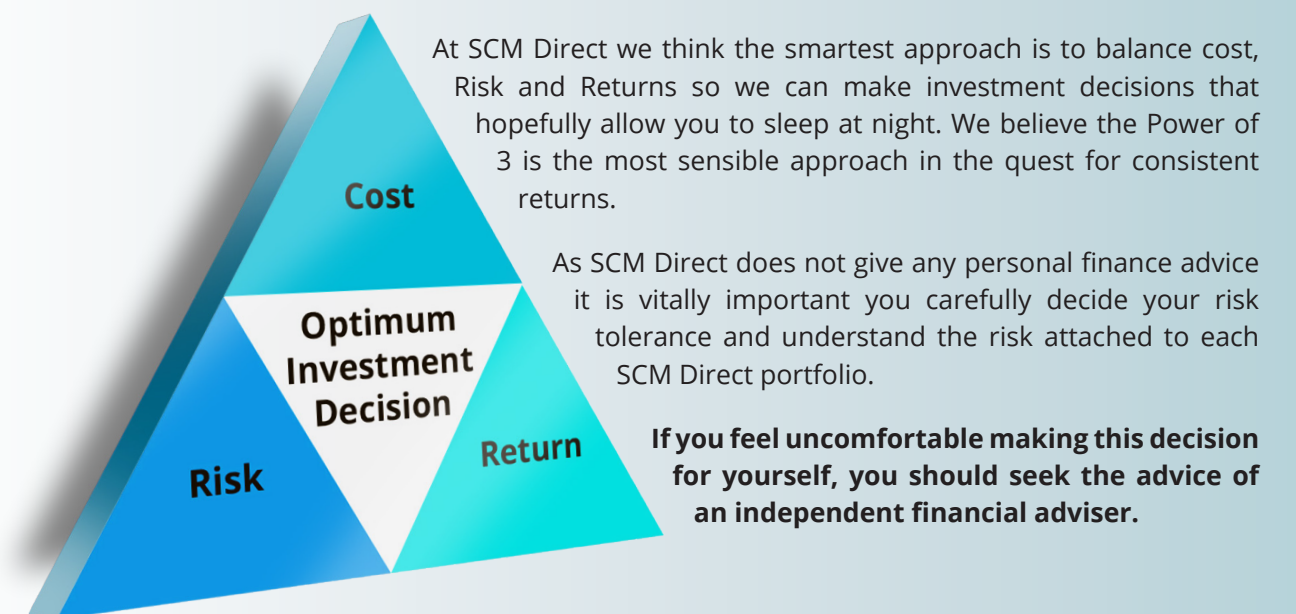 At SCM Direct we think the smartest approach is to balance cost,
Risk and Returns so we can make investment decisions that
hopefully allow you to sleep at night. We believe the Power of
3 is the most sensible approach in the quest for consistent
returns.
As SCM Direct does not give any personal finance advice
it is vitally important you carefully decide your risk
tolerance and understand the risk attached to each
SCM Direct portfolio.
If you feel uncomfortable making this decision
for yourself, you should seek the advice of
an independent financial adviser.
Cost
Optimum
Investment
Decision
Risk
Return